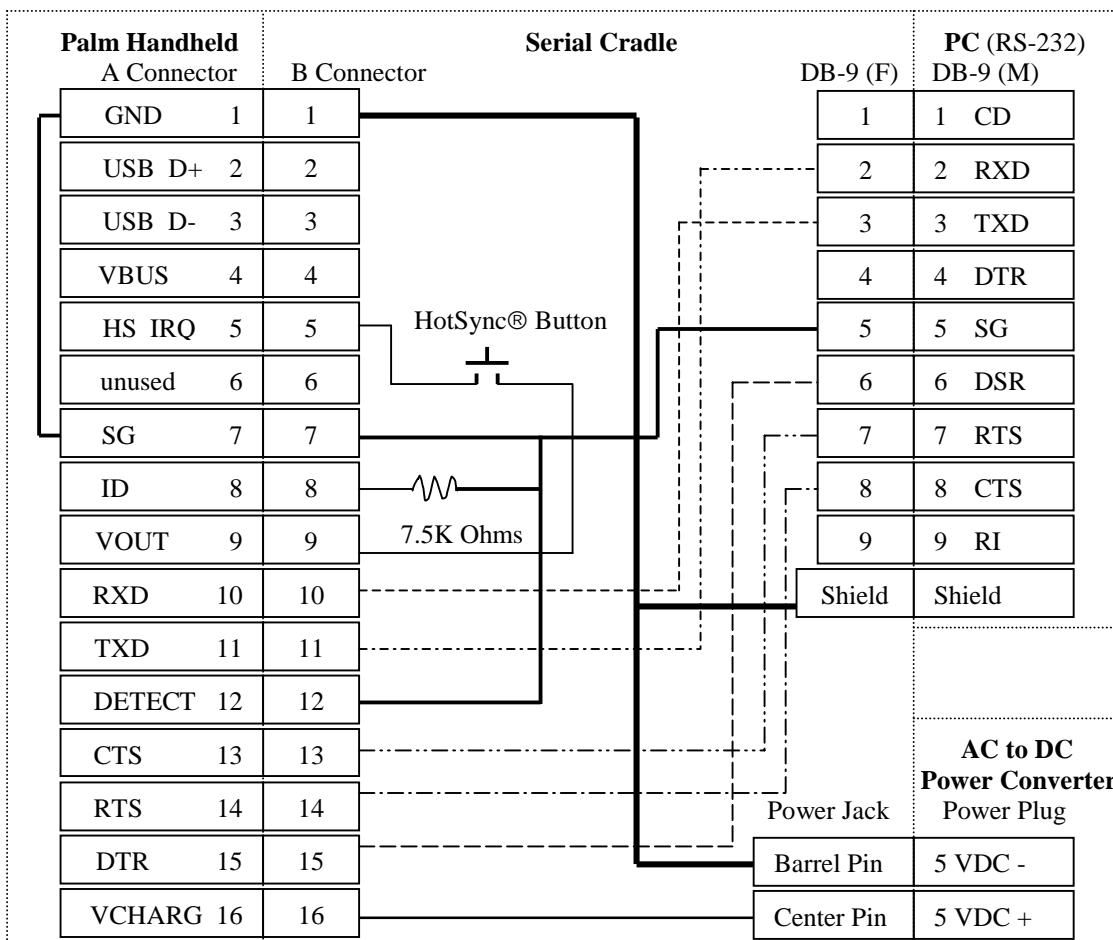 Palm Handheld Serial Cradle PC (RS-232)
A Connector B Connector DB-9 (F) DB-9 (M)
GND 1 1 1 1 CD
USB D+ 2 2 2 2 RXD
USB D- 3 3 3 3 TXD
VBUS 4 4 4 4 DTR
HS IRQ 5 5 HotSync® Button 5 5 SG
unused 6 6 6 6 DSR
SG 7 7 7 7 RTS
ID 8 8 8 8 CTS
VOUT 9 9 7.5K Ohms 9 9 RI
RXD 10 10 Shield Shield
TXD 11 11
DETECT 12 12
CTS 13 13 AC to DC
Power Converter
RTS 14 14 Power Jack Power Plug
DTR 15 15 Barrel Pin 5 VDC -
VCHARG 16 16 Center Pin 5 VDC +